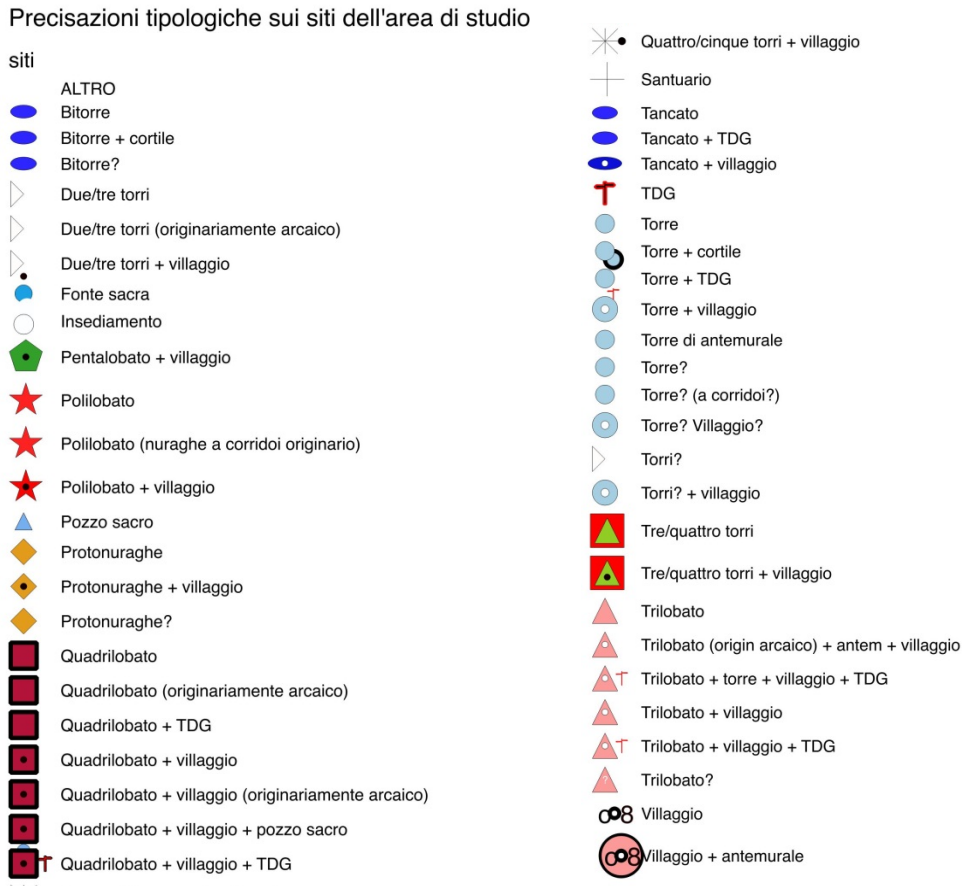 Precisazioni tipologiche sui siti dell'area di studio
siti
ALTRO
Bitorre
Bitorre + cortile
Bitorre?
Due/tre torri
Due/tre torri (originariamente arcaico)
Due/tre torri + villaggio
Fonte sacra
Insediamento
Pentalobato + villaggio
Polilobato
Polilobato (nuraghe a corridoi originario)
Polilobato + villaggio
Pozzo sacro
Protonuraghe
Protonuraghe + villaggio
Protonuraghe?
Quadrilobato
Quadrilobato (originariamente arcaico)
Quadrilobato + TDG
Quadrilobato + villaggio
Quadrilobato + villaggio (originariamente arcaico)
Quadrilobato + villaggio + pozzo sacro
Quadrilobato + villaggio + TDG
Quattro/cinque torri + villaggio
Santuario
Tancato
Tancato + TDG
Tancato + villaggio
TDG
Torre
Torre + cortile
Torre + TDG
Torre + villaggio
Torre di antemurale
Torre?
Torre? (a corridoi?)
Torre? Villaggio?
Torri?
Torri? + villaggio
Tre/quattro torri
Tre/quattro torri + villaggio
Trilobato
Trilobato (origin arcaico) + antem + villaggio
Trilobato + torre + villaggio + TDG
Trilobato + villaggio
Trilobato + villaggio + TDG
? Trilobato?
Villaggio
Villaggio + antemurale